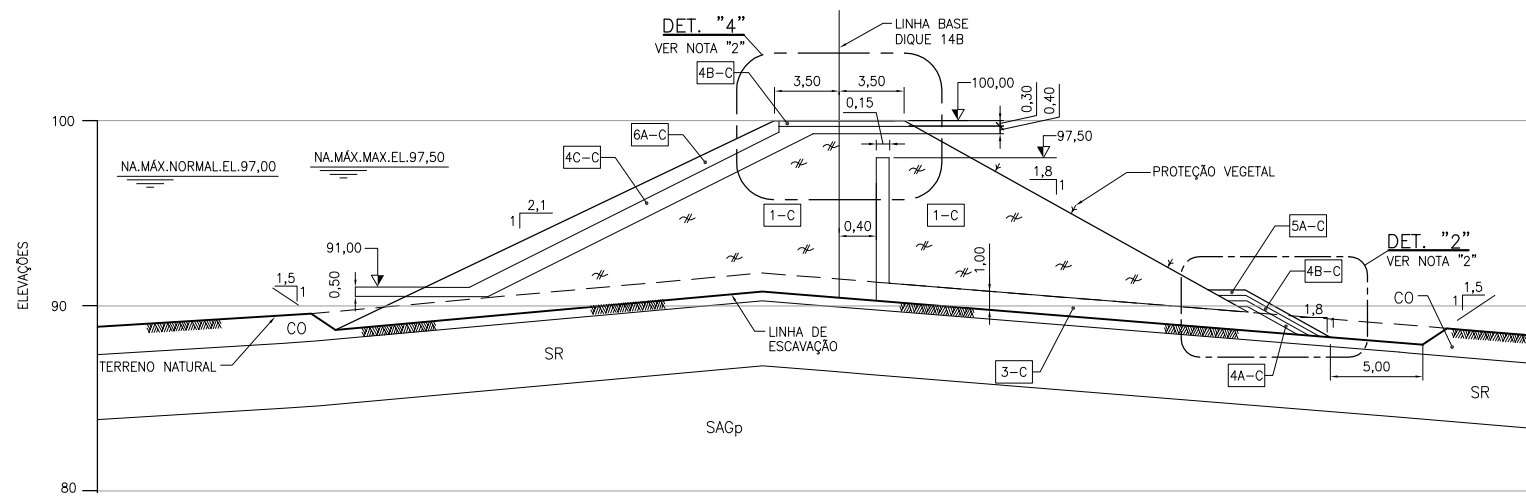 DET. "4"
VER NOTA "2"
LINHA BASE
DIQUE 14B
4B-C
3,50
3,50
100,00
0,30
0,40
0,15
100
6A-C
97,50
NA.MÁX.NORMAL.EL.97,00
NA.MÁX.MAX.EL.97,50
4C-C
1,8
1
PROTEÇÃO VEGETAL
2,1
1
1-C
1-C
0,40
5A-C
DET. "2"
VER NOTA "2"
91,00
0,50
1,00
4B-C
ELEVAÇÕES
1,5
1
90
CO
1,8
1
CO
1,5
1
LINHA DE
ESCAVAÇÃO
TERRENO NATURAL
SR
3-C
4A-C
5,00
SR
SAGp
80